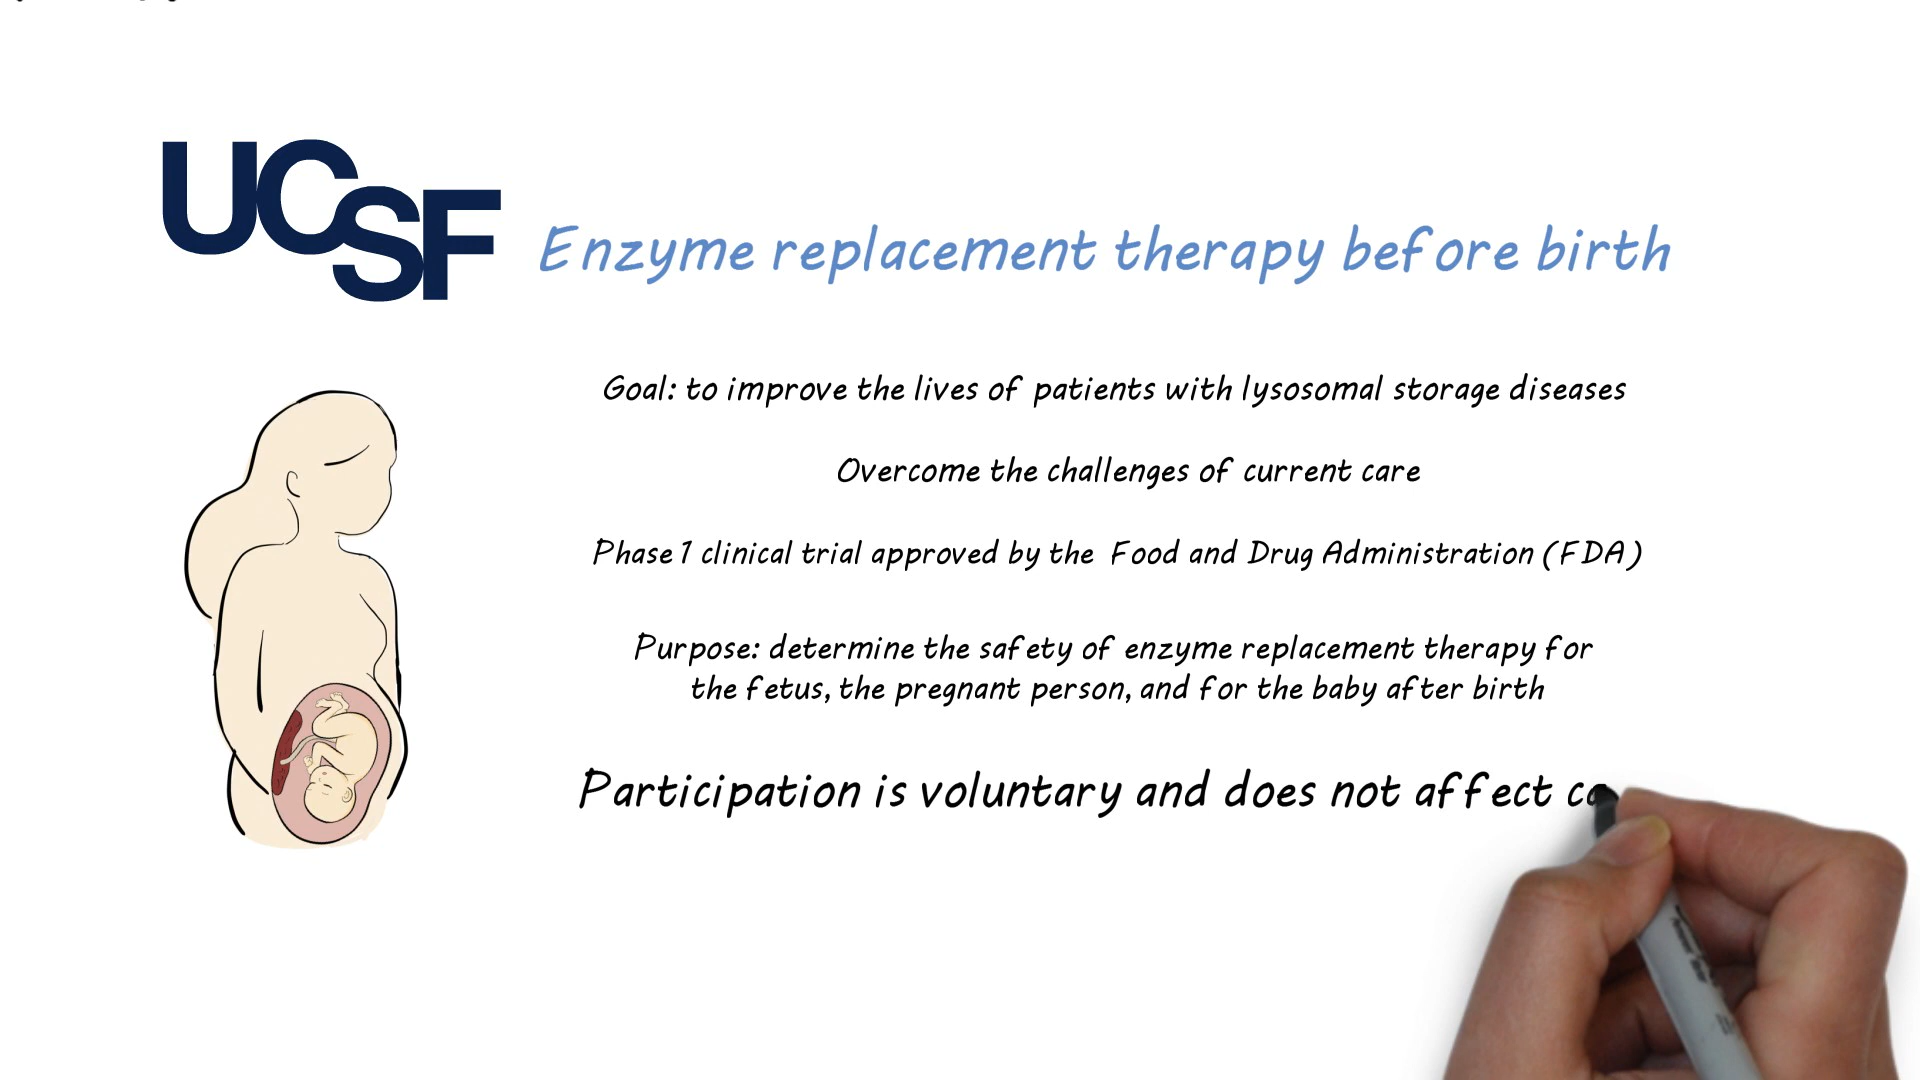 UCSF
Enzyme replacement therapy before birth
Goal: to improve the lives of patients with lysosomal storage diseases
Overcome the challenges of current care
Phase 1 clinical trial approved by the Food and Drug Administration (FDA)
Purpose: determine the safety of enzyme replacement therapy for
the fetus, the pregnant person, and for the baby after birth
Participation is voluntary and does not affect